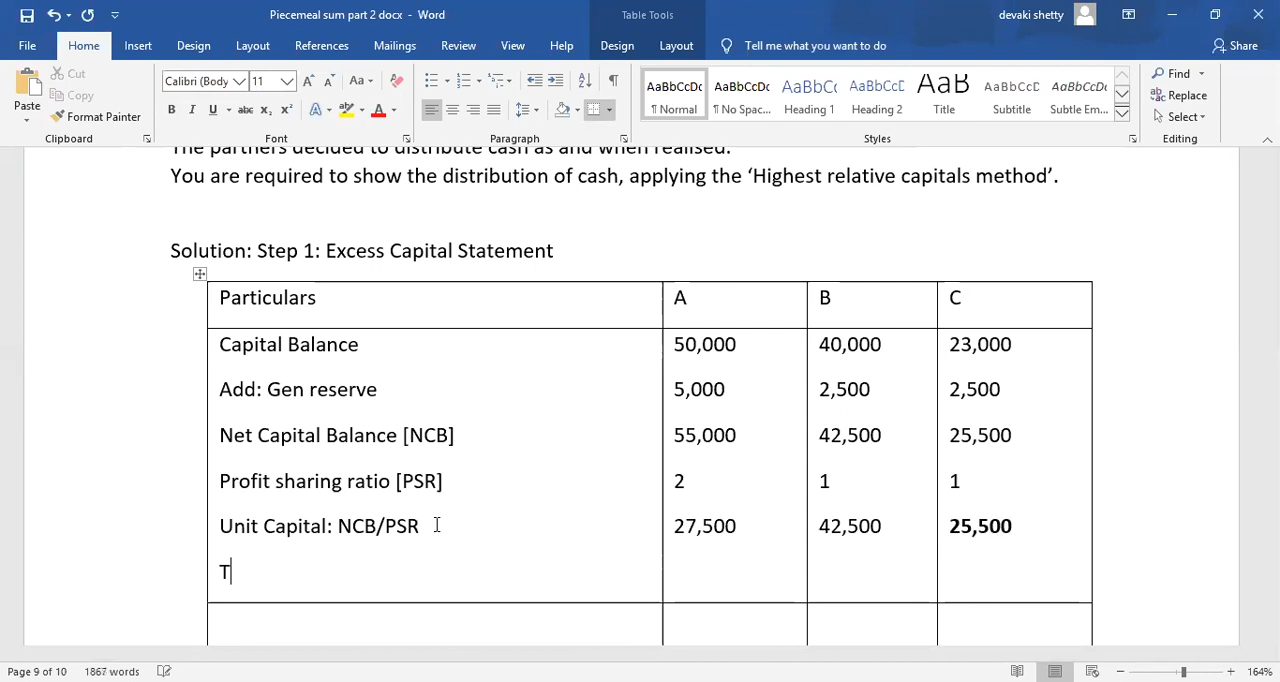 Piecemeal sum part 2 docx - Word
Table Tools
devaki shetty
File
Home
Insert
Design
Layout
References
Mailings
Review
View
Help
Design
Layout
Tell me what you want to do
Share
Paste
Cut
Copy
Format Painter
Clipboard
Calibri (Body
11
Aa
B I U abc x₂ x²
A
Font
Paragraph
AaBbCcDc
¶ Normal
AaBbCcDc
¶ No Spac...
AaBbCc
Heading 1
AaBbCcC
Heading 2
AaB
Title
AaBbCcDc
Subtitle
AaBbCcDc
Subtle Em...
Styles
Find
Replace
Select
Editing
The partners decided to distribute cash as and when realised.
You are required to show the distribution of cash, applying the ‘Highest relative capitals method’.
Solution: Step 1: Excess Capital Statement
Particulars A B C
Capital Balance 50,000 40,000 23,000
Add: Gen reserve 5,000 2,500 2,500
Net Capital Balance [NCB] 55,000 42,500 25,500
Profit sharing ratio [PSR] 2 1 1
Unit Capital: NCB/PSR 27,500 42,500 25,500
T
Page 9 of 10
1867 words
164%